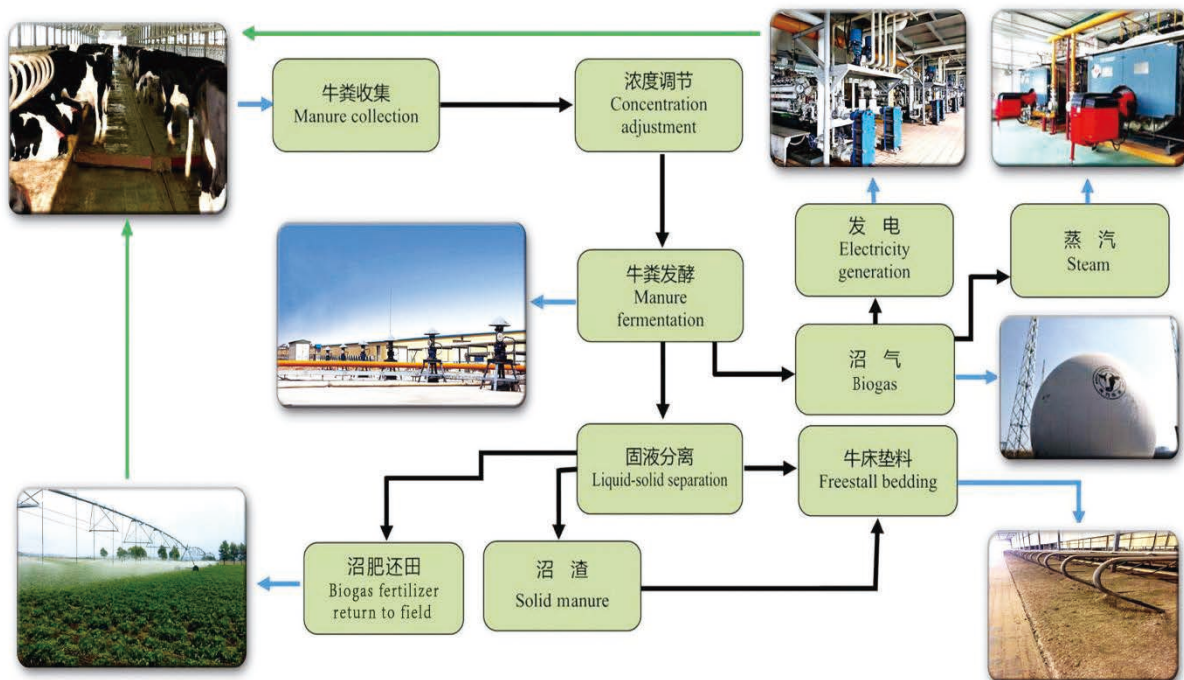 牛粪收集
Manure collection
浓度调节
Concentration
adjustment
发 电
Electricity
generation
蒸 汽
Steam
牛粪发酵
Manure
fermentation
沼 气
Biogas
固液分离
Liquid-solid separation
牛床垫料
Freestall bedding
沼肥还田
Biogas fertilizer
return to field
沼 渣
Solid manure